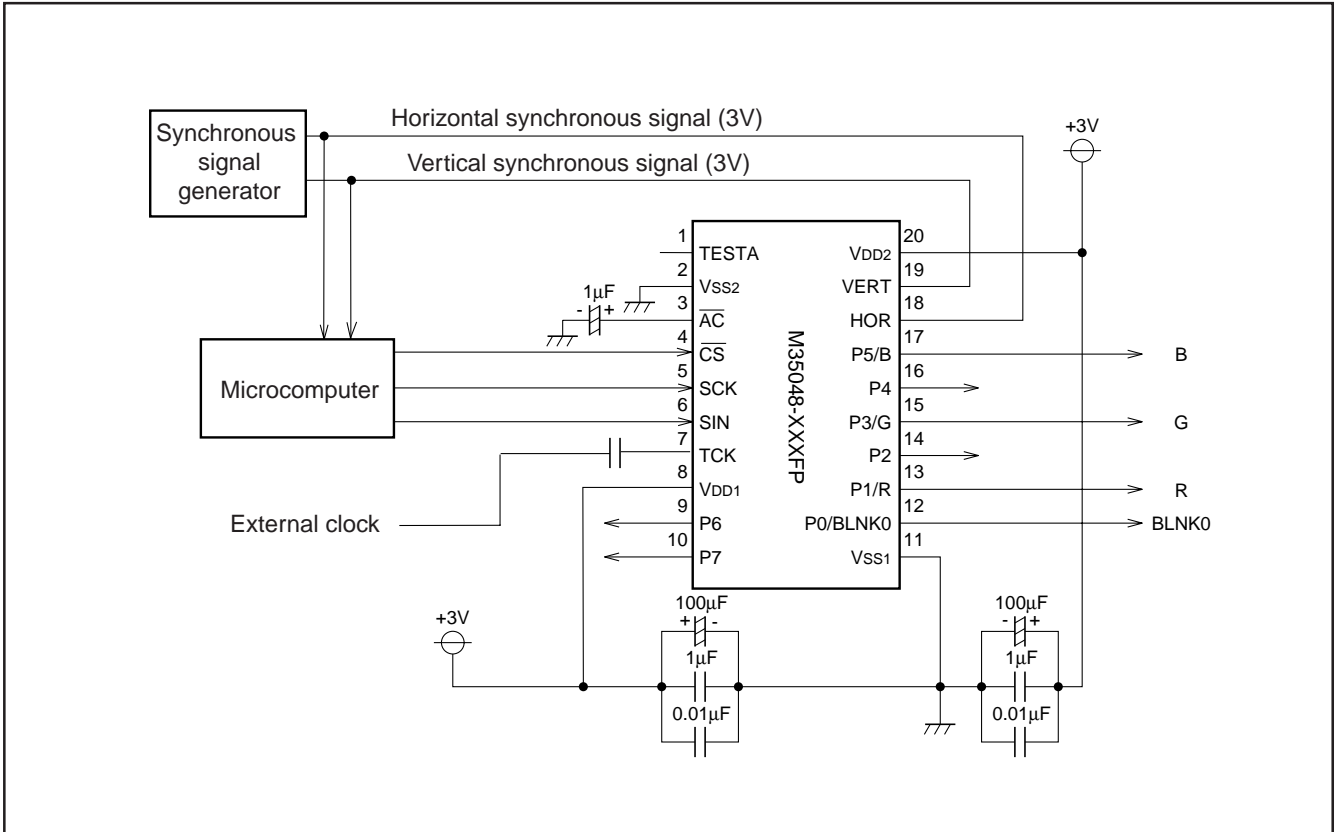 Horizontal synchronous signal (3V)
Synchronous
signal
generator
Vertical synchronous signal (3V)
+3V
1
TESTA
2
VSS2
1µF
- +
3
AC
4
CS
5
SCK
6
SIN
7
TCK
8
VDD1
9
P6
10
P7
M35048-XXXFP
20
VDD2
19
VERT
18
HOR
17
P5/B
B
16
P4
15
P3/G
G
14
P2
13
P1/R
R
12
P0/BLNK0
BLNK0
11
VSS1
Microcomputer
External clock
+3V
100µF
+ -
1µF
0.01µF
100µF
- +
1µF
0.01µF